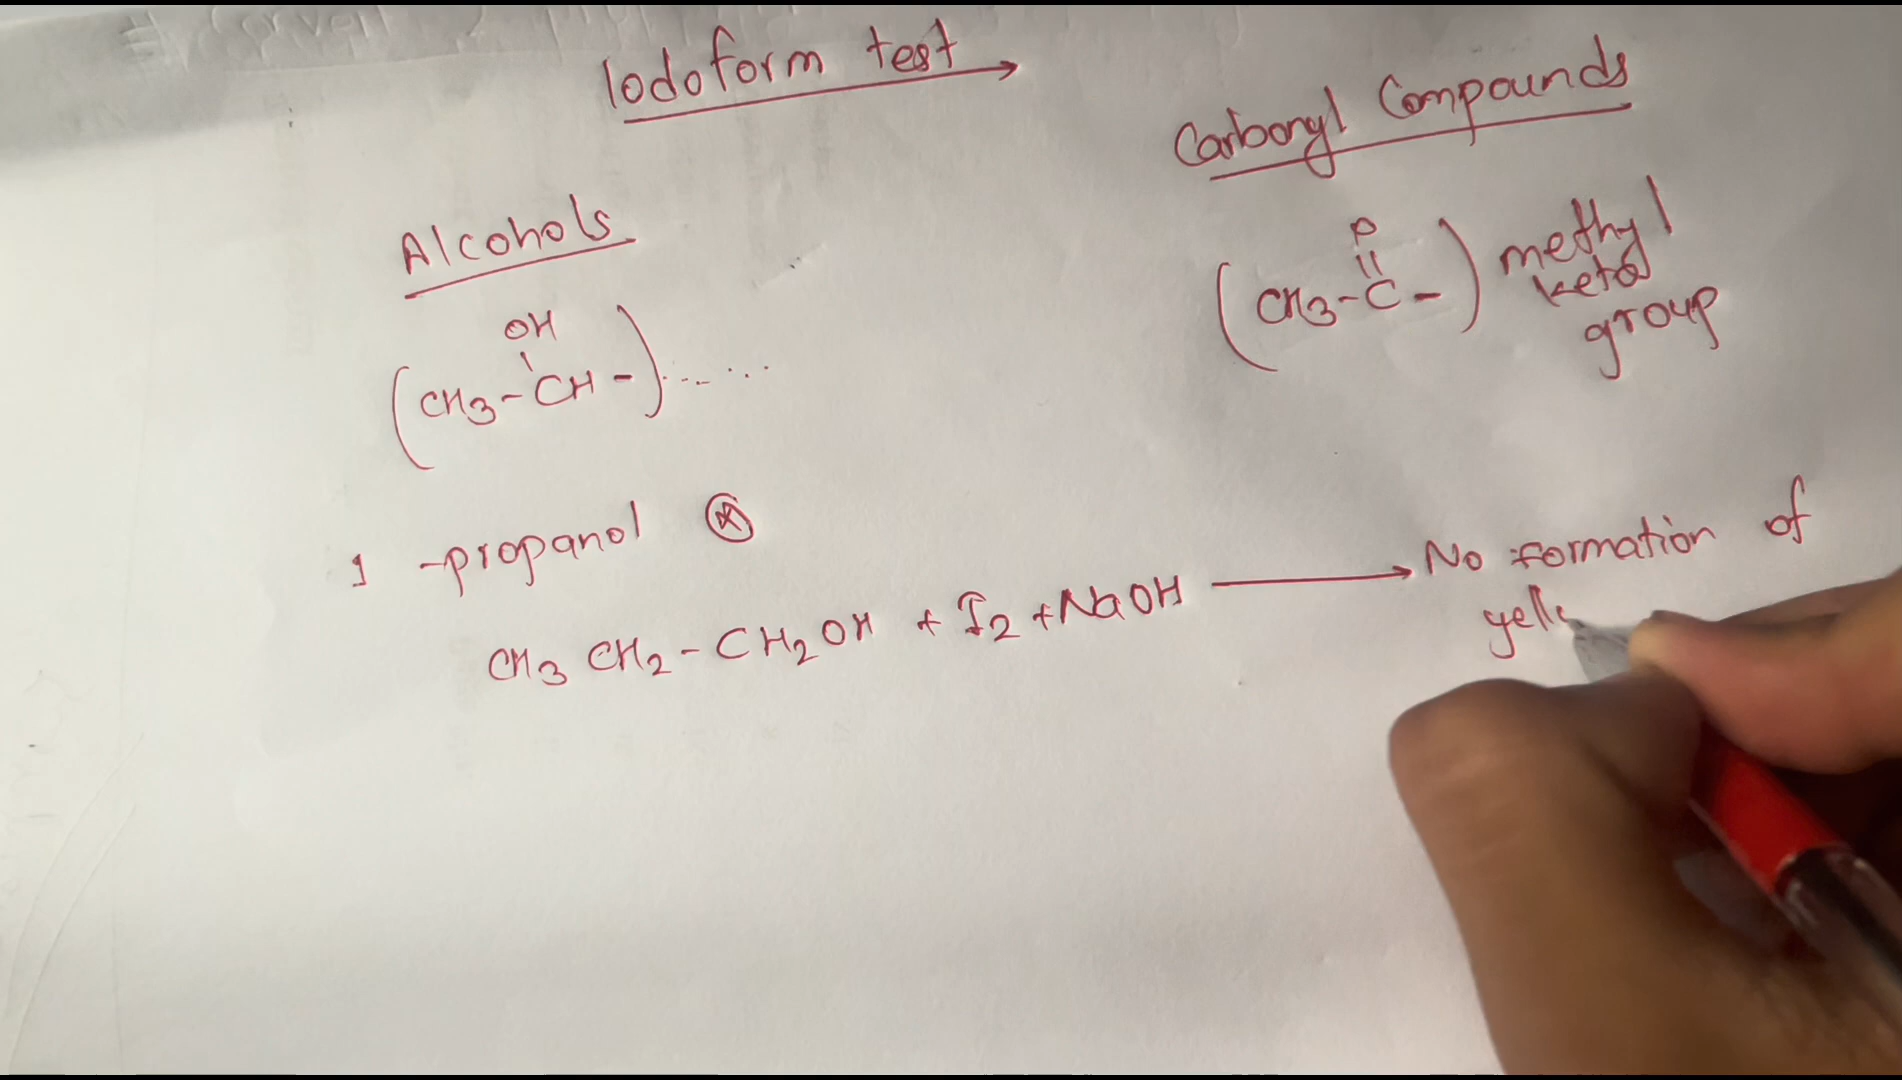 Iodoform test
Carbonyl Compounds
Alcohols
OH
(CH3-CH-)......
O
||
(CH3-C-) methyl
keto
group
1 -propanol
CH3 CH2-CH2OH + I2 +NaOH → No formation of
yello